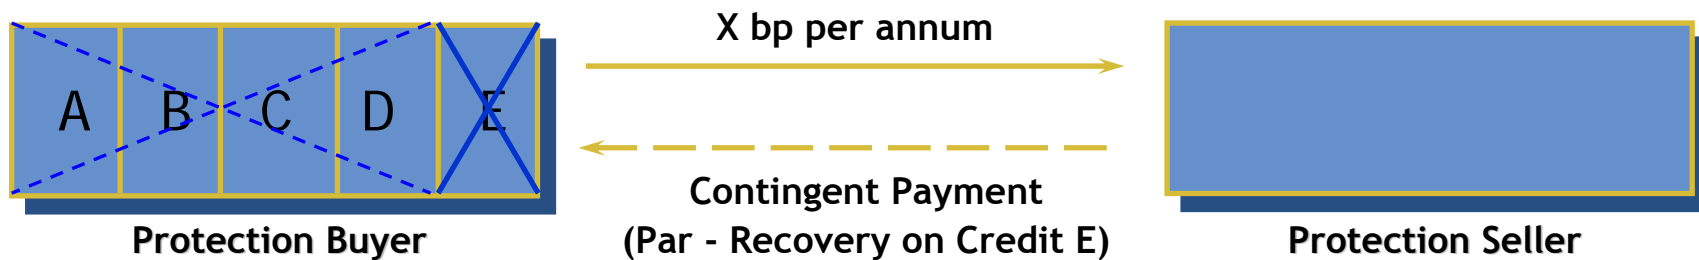 X bp per annum
A B C D E
Contingent Payment
(Par - Recovery on Credit E)
Protection Buyer
Protection Seller